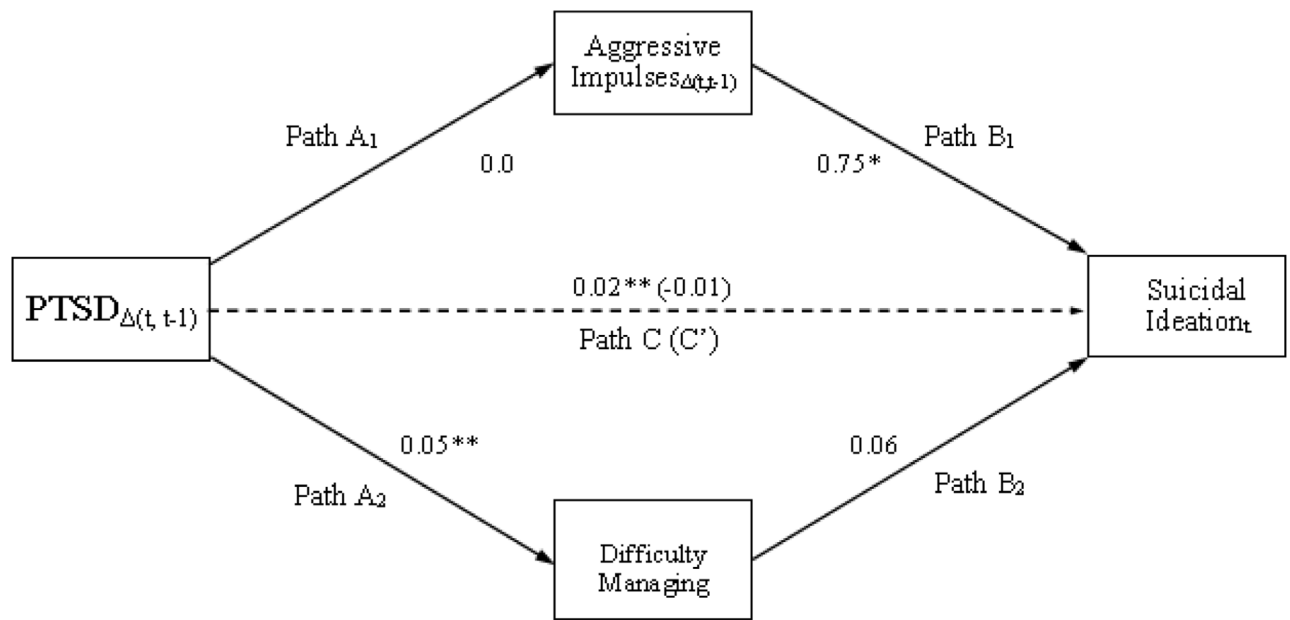 Aggressive
Impulses Δ(t,t-1)
Path A1
Path B1
0.0
0.75*
PTSD Δ(t, t-1)
0.02** (-0.01)
Path C (C’)
Suicidal
Ideation t
0.05**
0.06
Path A2
Path B2
Difficulty
Managing